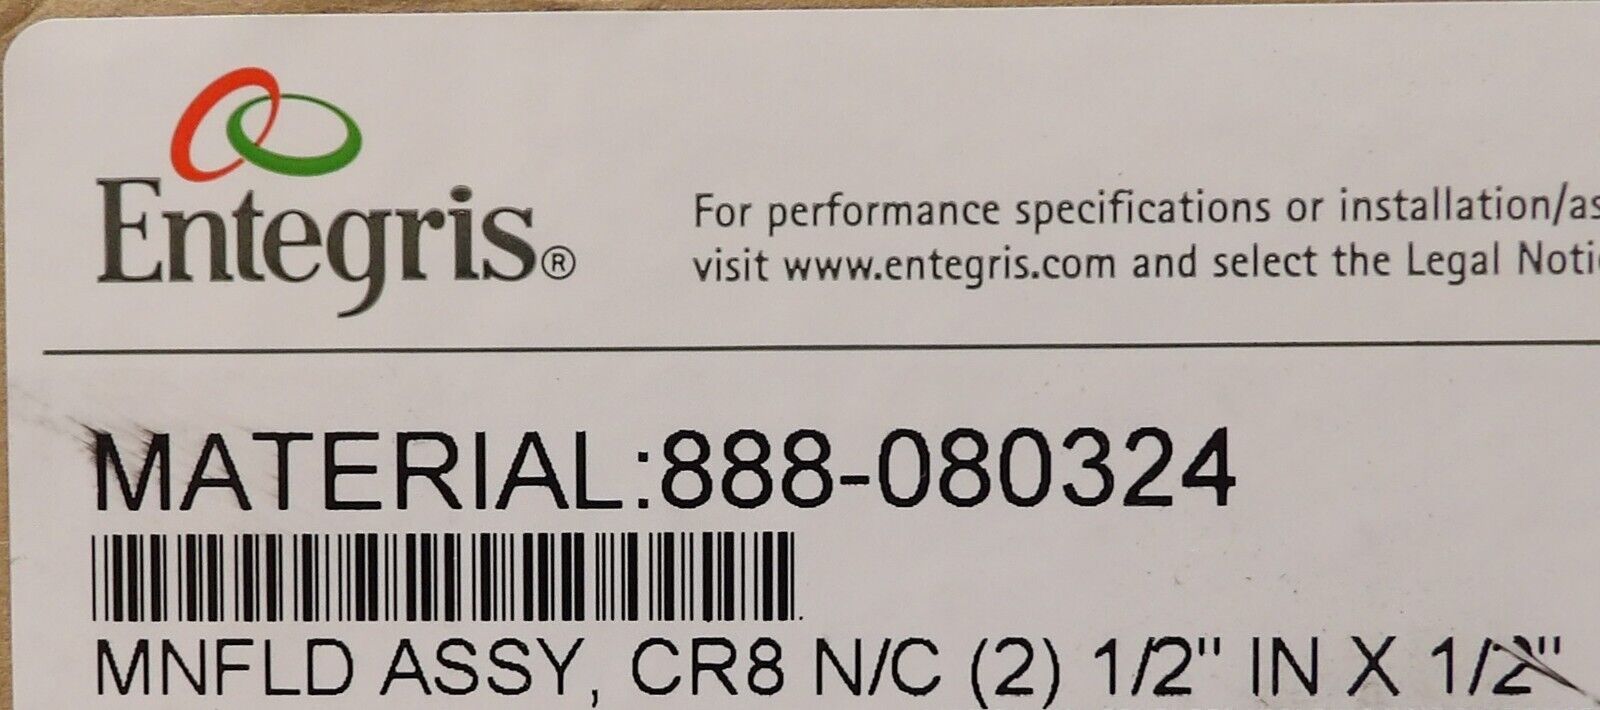 Entegris®
For performance specifications or installation/as
visit www.entegris.com and select the Legal Noti
MATERIAL:888-080324
MNFLD ASSY, CR8 N/C (2) 1/2" IN X 1/2"